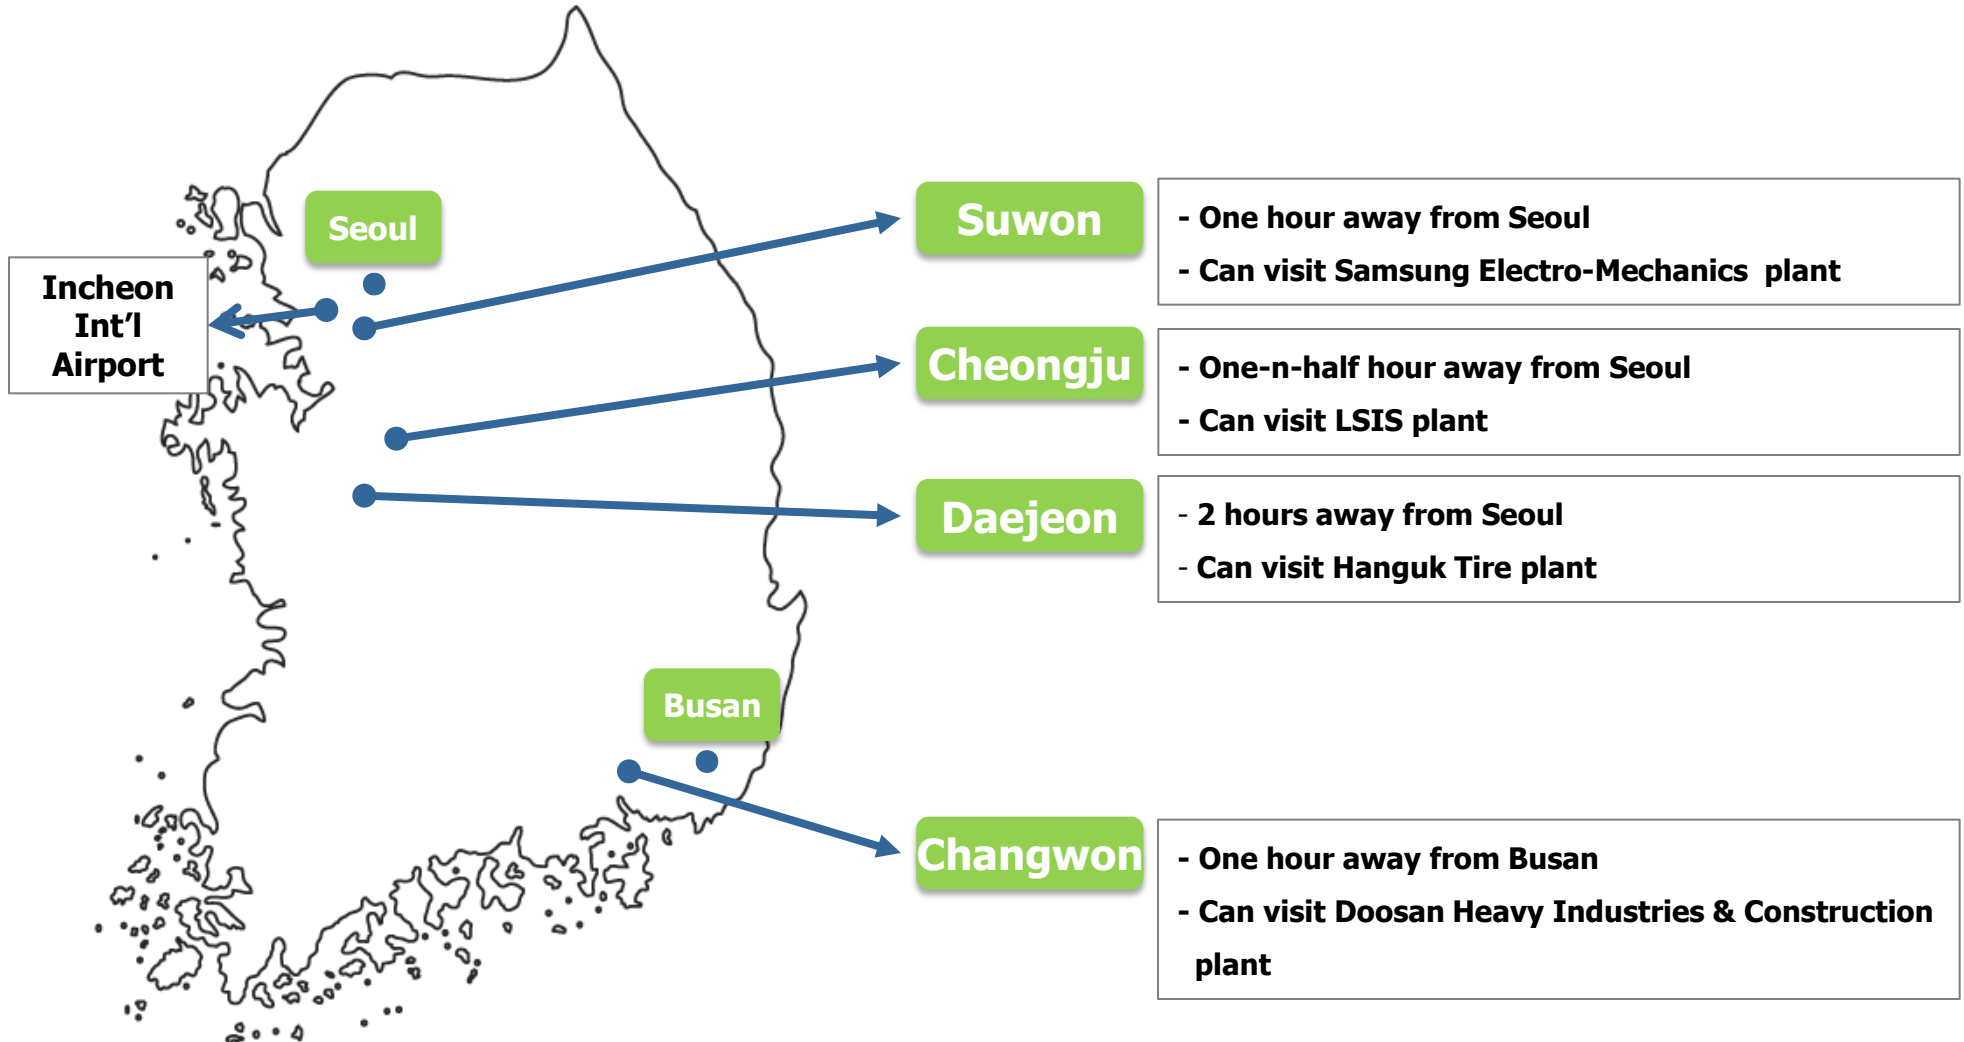 Seoul
Incheon
Int’l
Airport
Suwon
- One hour away from Seoul
- Can visit Samsung Electro-Mechanics  plant
Cheongju
- One-n-half hour away from Seoul
- Can visit LSIS plant
Daejeon
- 2 hours away from Seoul
- Can visit Hanguk Tire plant
Busan
Changwon
- One hour away from Busan
- Can visit Doosan Heavy Industries & Construction
plant